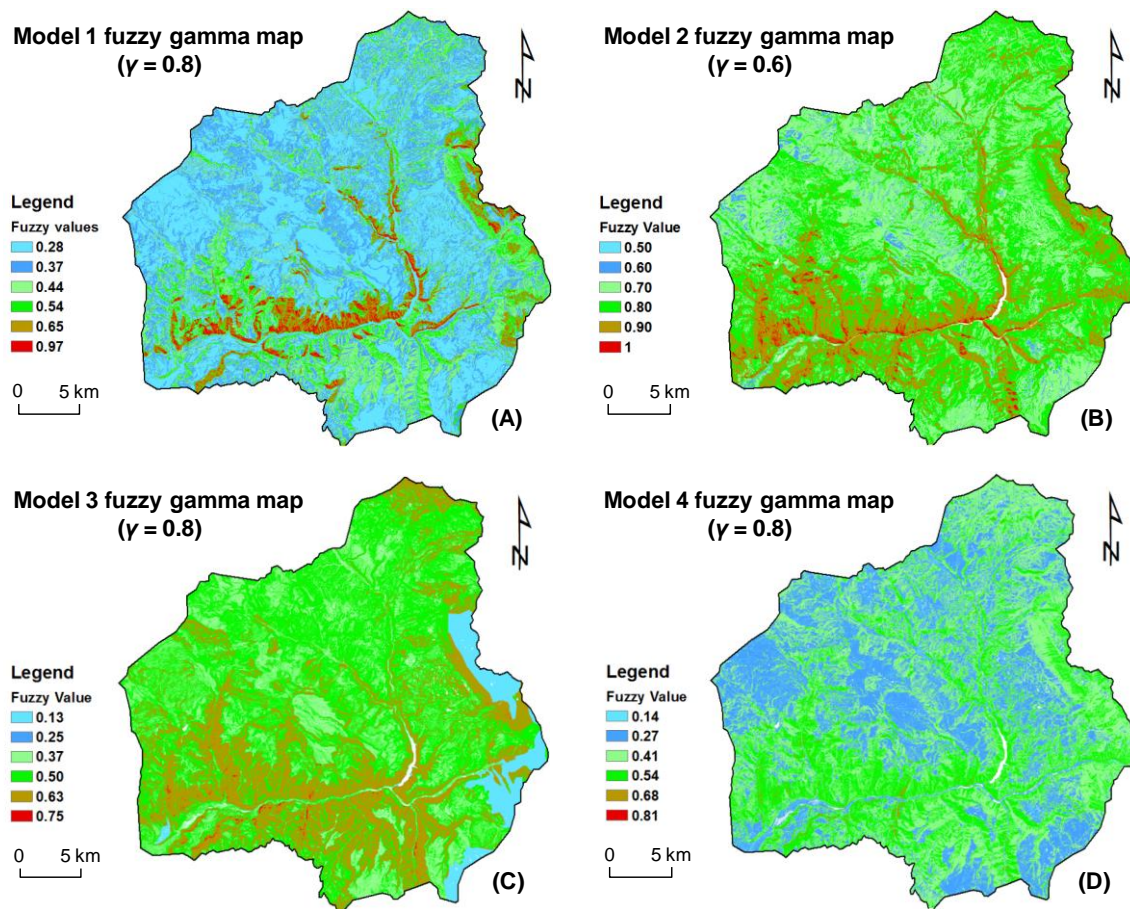 Model 1 fuzzy gamma map
(γ = 0.8)
N
Legend
Fuzzy values
0.28
0.37
0.44
0.54
0.65
0.97
0 5 km
(A)
Model 2 fuzzy gamma map
(γ = 0.6)
N
Legend
Fuzzy Value
0.50
0.60
0.70
0.80
0.90
1
0 5 km
(B)
Model 3 fuzzy gamma map
(γ = 0.8)
N
Legend
Fuzzy Value
0.13
0.25
0.37
0.50
0.63
0.75
0 5 km
(C)
Model 4 fuzzy gamma map
(γ = 0.8)
N
Legend
Fuzzy Value
0.14
0.27
0.41
0.54
0.68
0.81
0 5 km
(D)